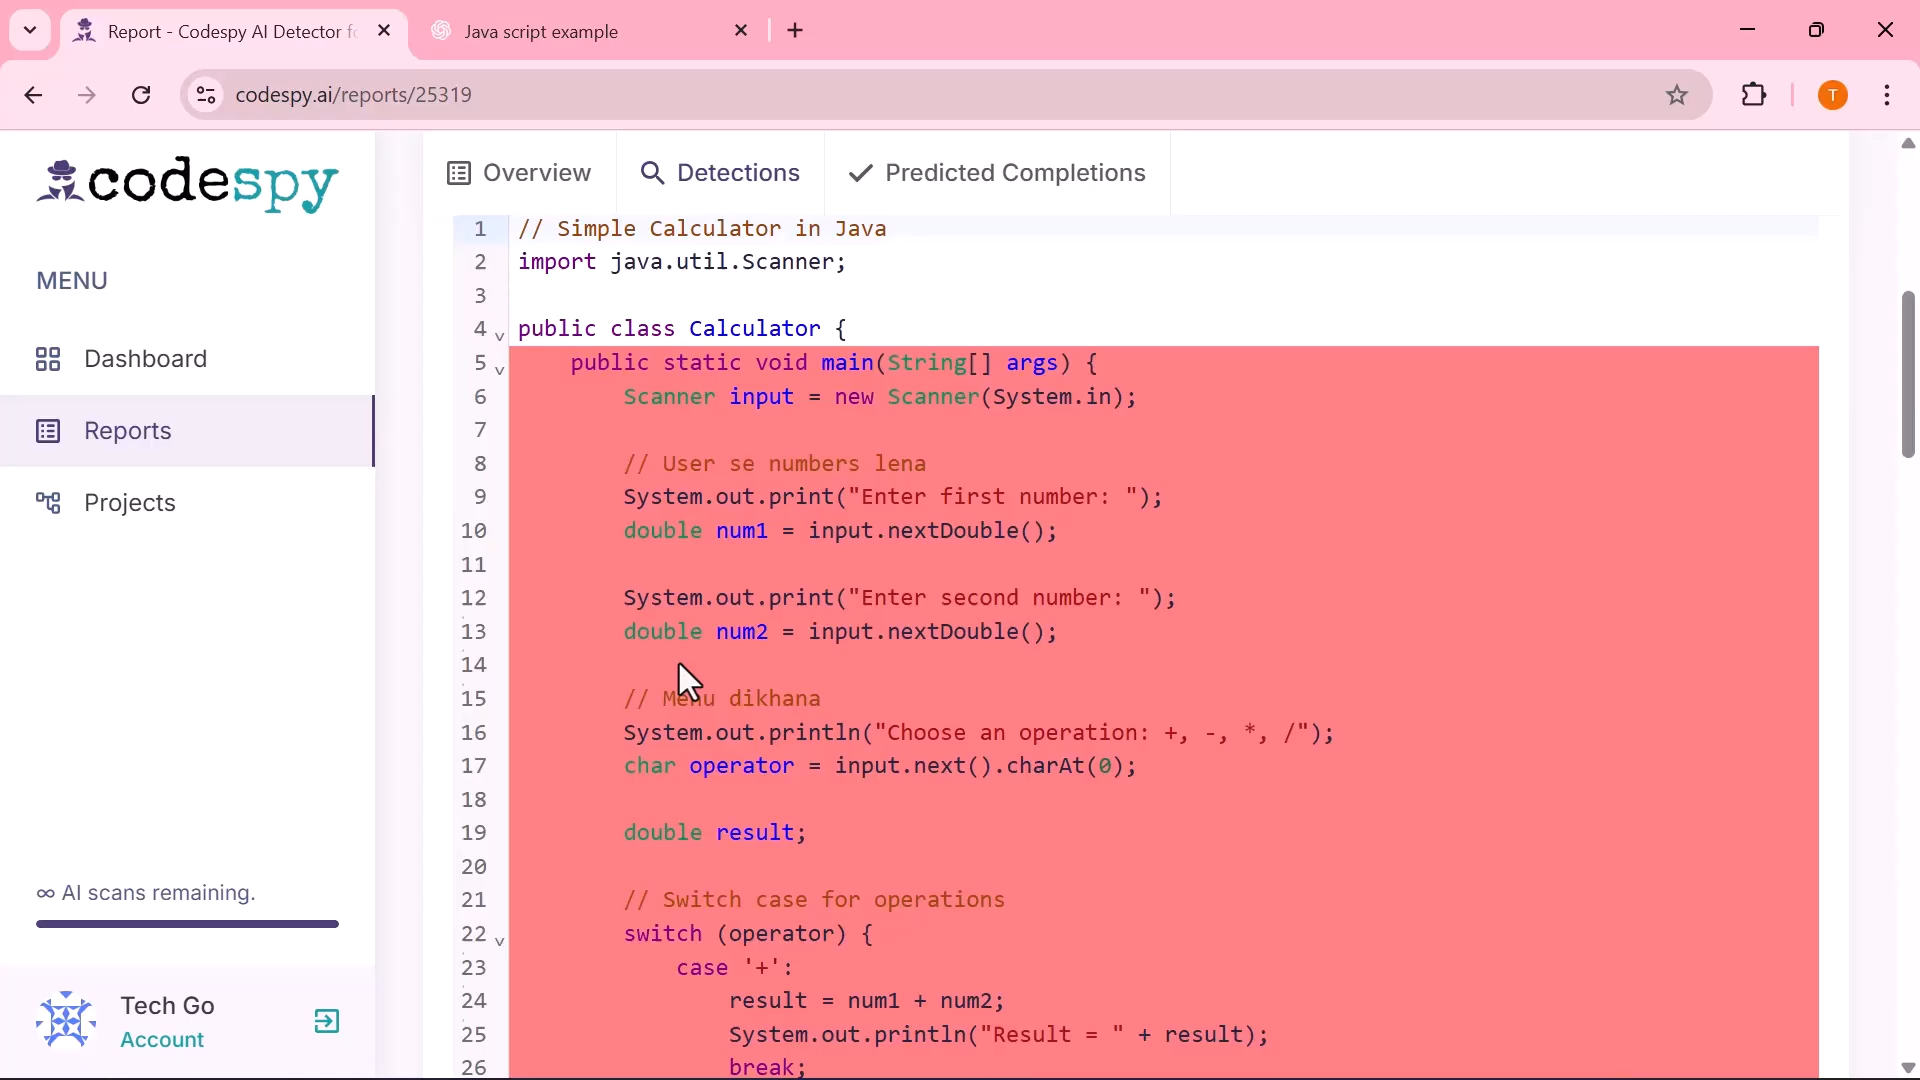 Report - Codespy AI Detector fo
Java script example
codespy.ai/reports/25319
T
codespy
Overview
Detections
Predicted Completions
MENU
Dashboard
Reports
Projects
∞ AI scans remaining.
Tech Go
Account
1 // Simple Calculator in Java
2 import java.util.Scanner;
3
4 public class Calculator {
5 public static void main(String[] args) {
6 Scanner input = new Scanner(System.in);
7
8 // User se numbers lena
9 System.out.print("Enter first number: ");
10 double num1 = input.nextDouble();
11
12 System.out.print("Enter second number: ");
13 double num2 = input.nextDouble();
14
15 // Menu dikhana
16 System.out.println("Choose an operation: +, -, *, /");
17 char operator = input.next().charAt(0);
18
19 double result;
20
21 // Switch case for operations
22 switch (operator) {
23 case '+':
24 result = num1 + num2;
25 System.out.println("Result = " + result);
26 break;